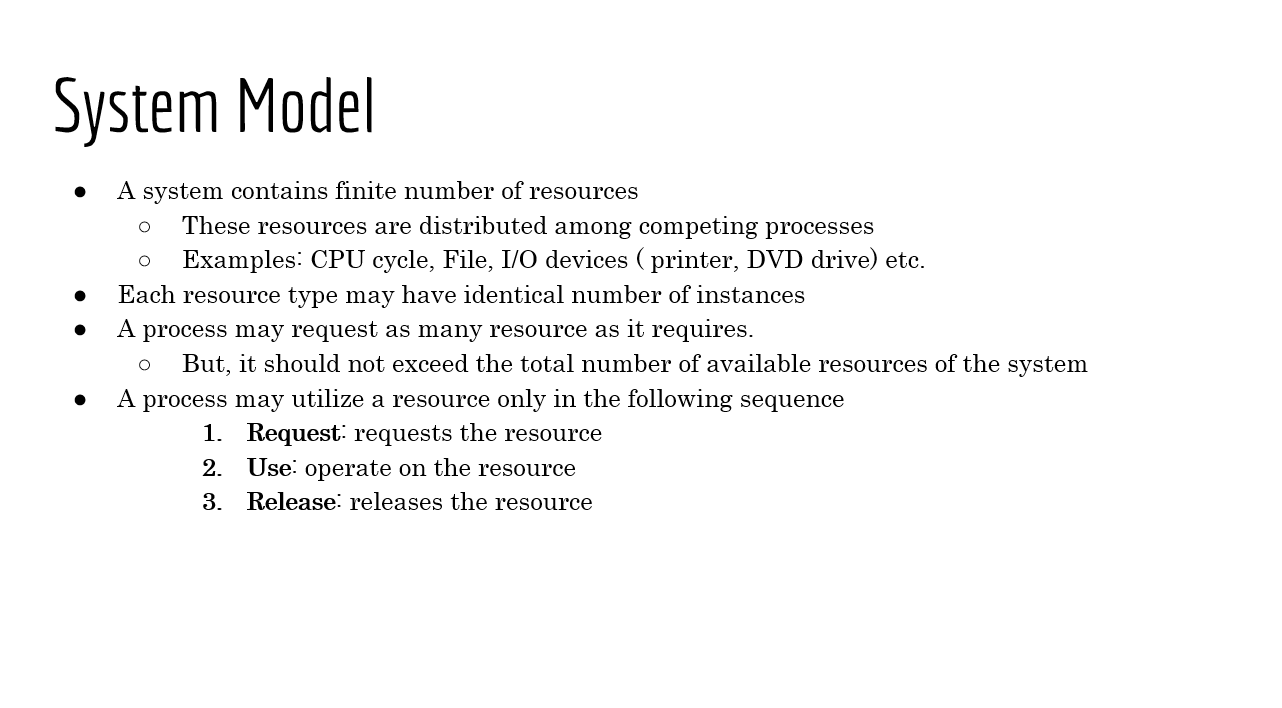 System Model
● A system contains finite number of resources
○ These resources are distributed among competing processes
○ Examples: CPU cycle, File, I/O devices ( printer, DVD drive) etc.
● Each resource type may have identical number of instances
● A process may request as many resource as it requires.
○ But, it should not exceed the total number of available resources of the system
● A process may utilize a resource only in the following sequence
1. Request: requests the resource
2. Use: operate on the resource
3. Release: releases the resource